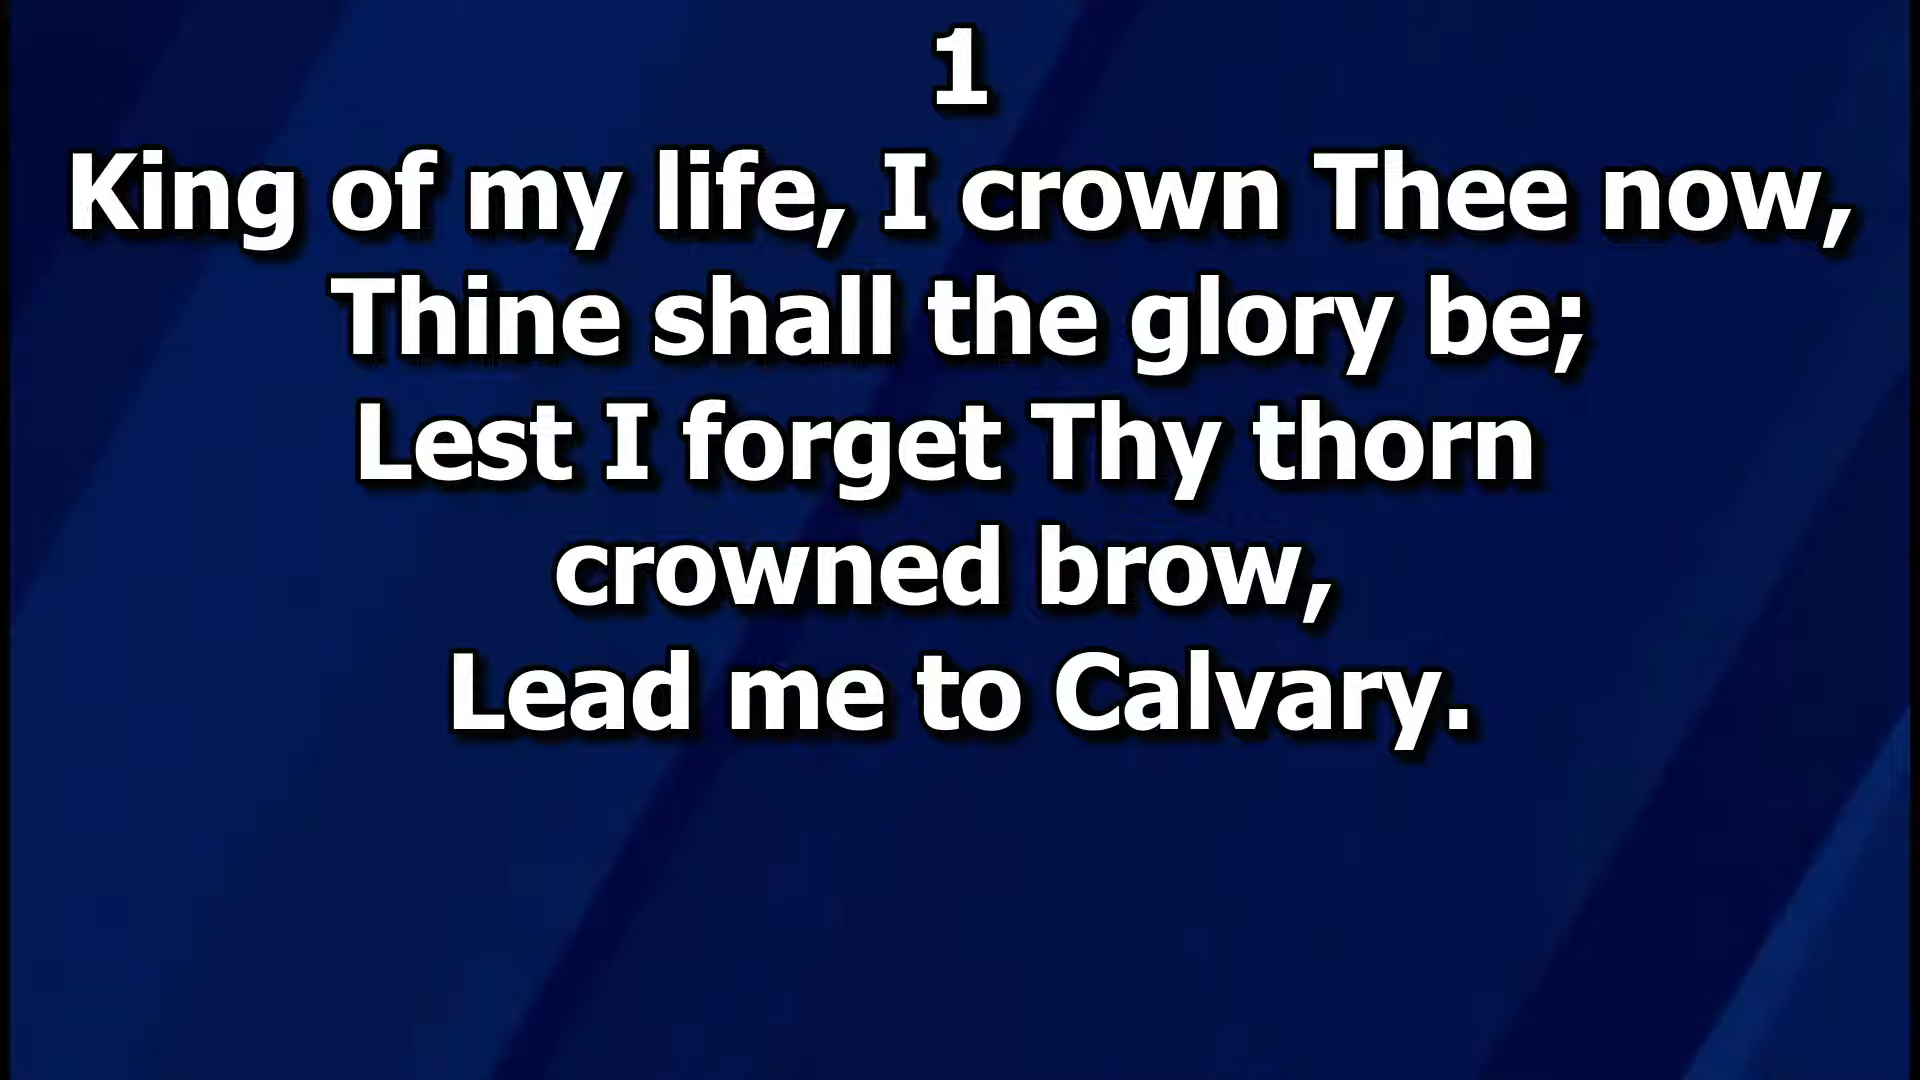 1
King of my life, I crown Thee now,
Thine shall the glory be;
Lest I forget Thy thorn
crowned brow,
Lead me to Calvary.